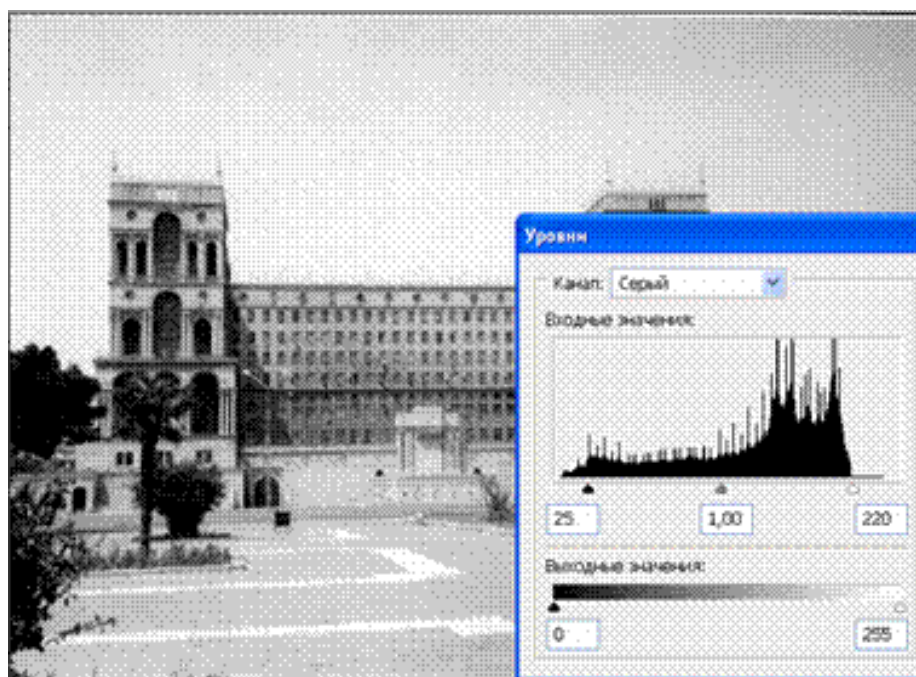 Уровни
Канал: Серый
Входные значения:
25 1,00 220
Выходные значения:
0 255